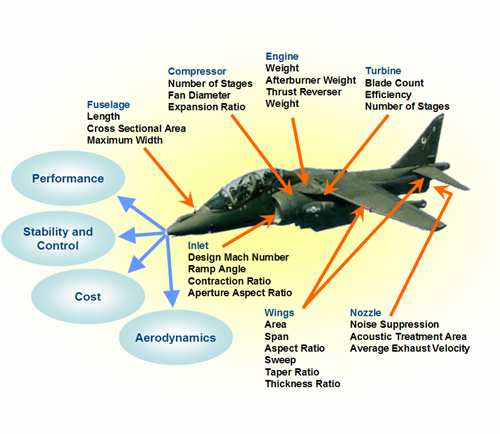 Engine
Weight
Afterburner Weight
Thrust Reverser
Weight
Compressor
Number of Stages
Fan Diameter
Expansion Ratio
Turbine
Blade Count
Efficiency
Number of Stages
Fuselage
Length
Cross Sectional Area
Maximum Width
Performance
Stability and
Control
Cost
Aerodynamics
Inlet
Design Mach Number
Ramp Angle
Contraction Ratio
Aperture Aspect Ratio
Wings
Area
Span
Aspect Ratio
Sweep
Taper Ratio
Thickness Ratio
Nozzle
Noise Suppression
Acoustic Treatment Area
Average Exhaust Velocity